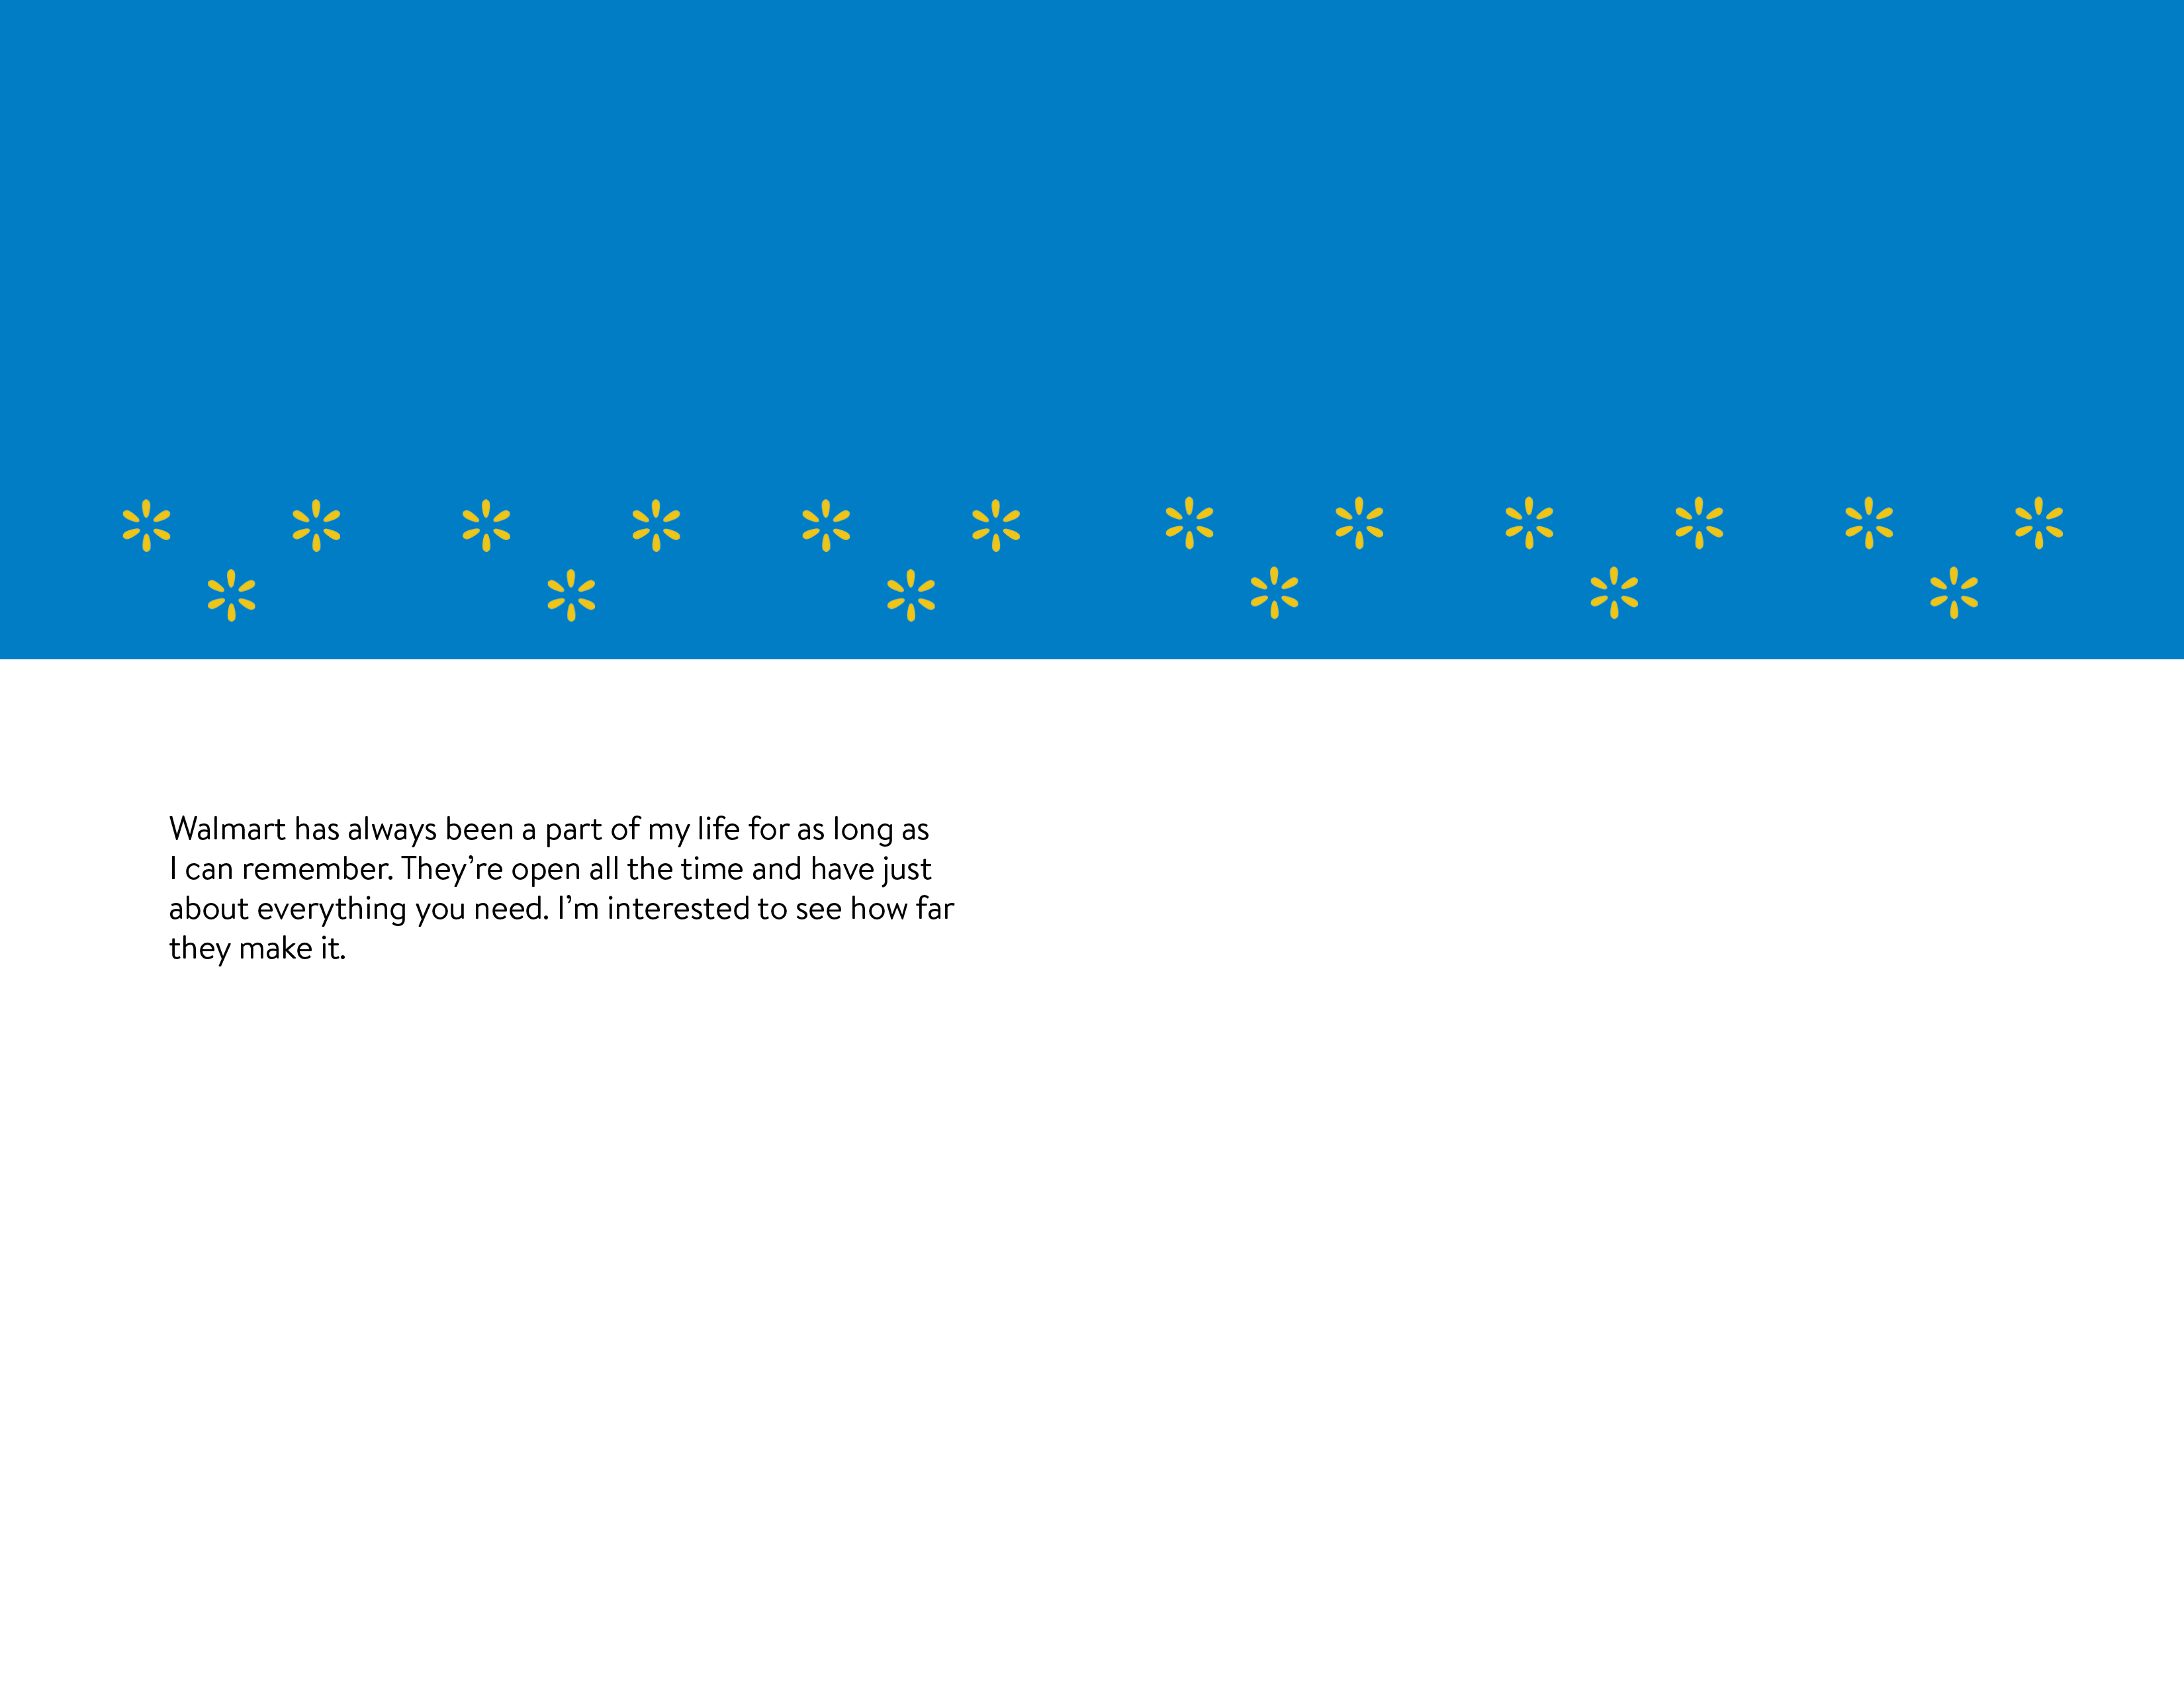 Walmart has always been a part of my life for as long as
I can remember. They’re open all the time and have just
about everything you need. I’m interested to see how far
they make it.